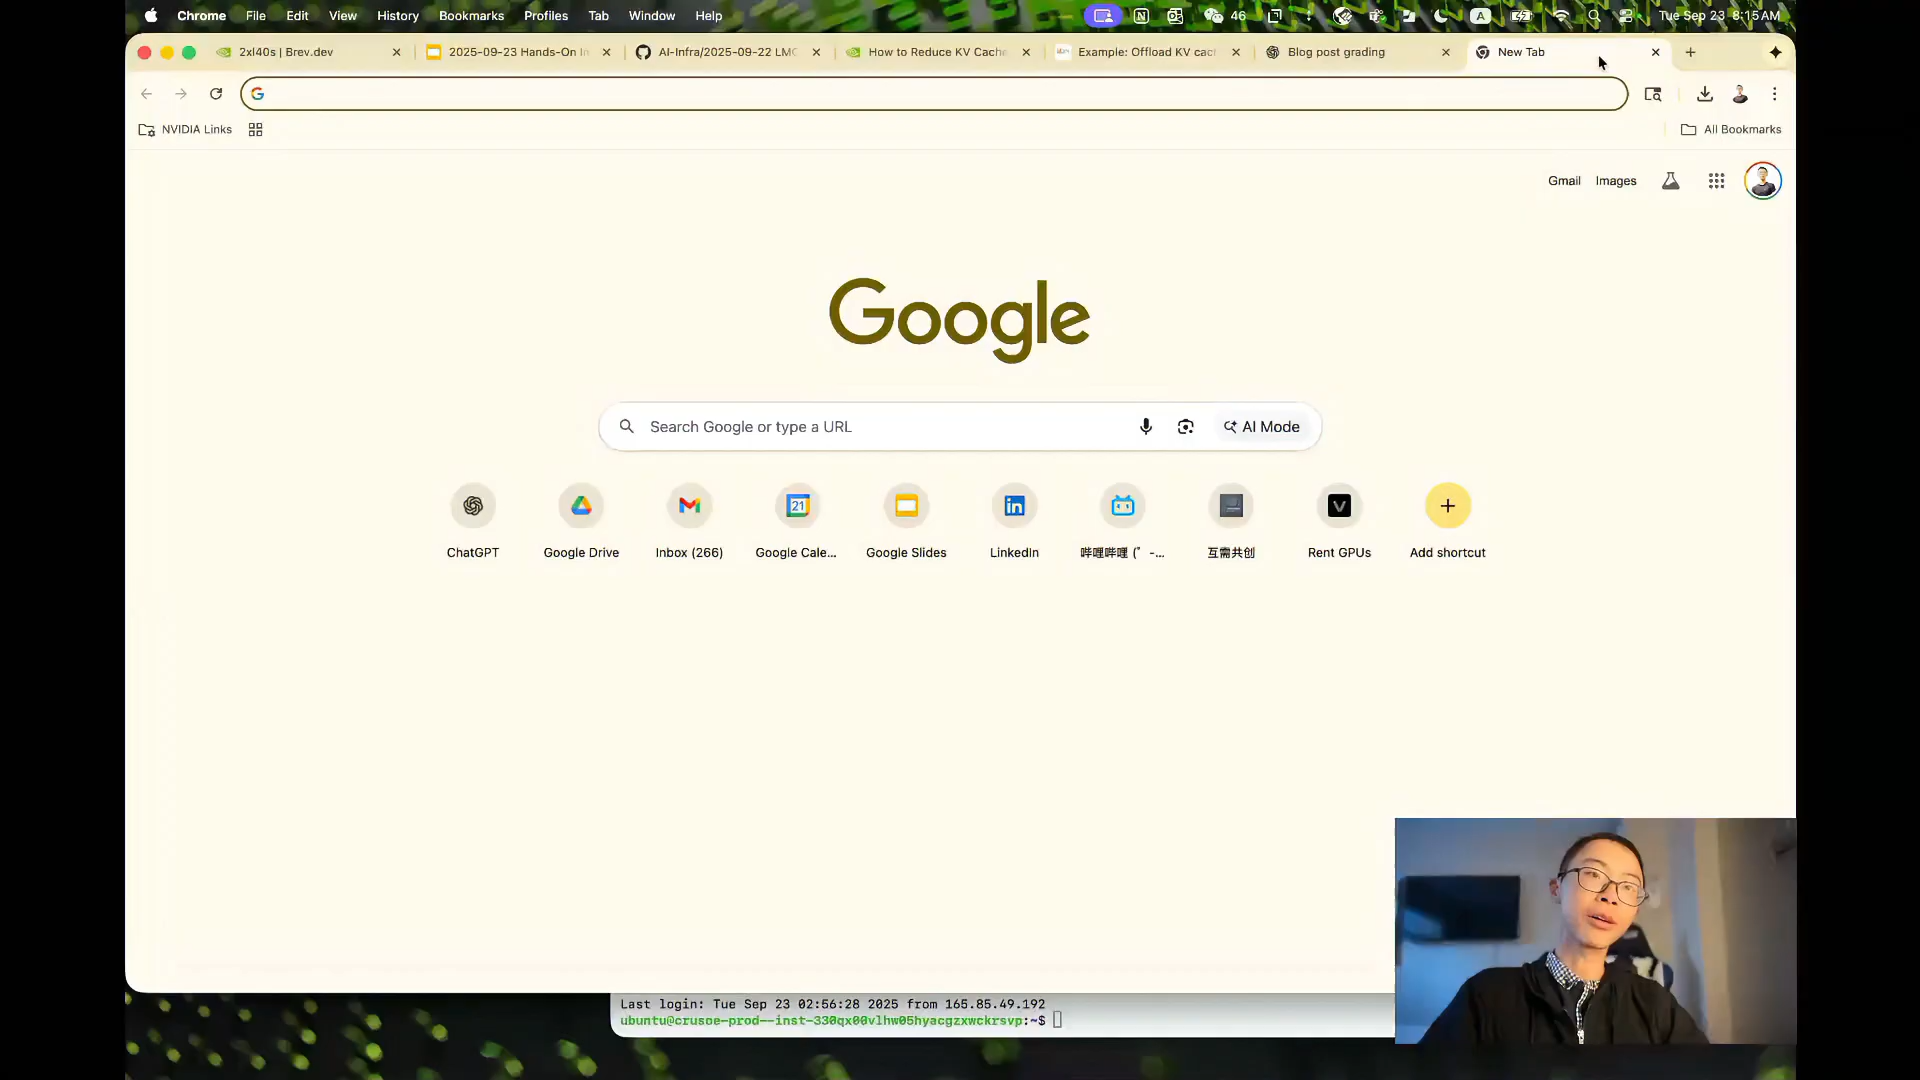 Chrome File Edit View History Bookmarks Profiles Tab Window Help 46 A Tue Sep 23 8:15 AM
2xl40s | Brev.dev 2025-09-23 Hands-On In AI-Infra/2025-09-22 LMC How to Reduce KV Cache Example: Offload KV cac Blog post grading New Tab
NVIDIA Links All Bookmarks
Gmail Images
Google
Search Google or type a URL AI Mode
21 in V
ChatGPT Google Drive Inbox (266) Google Cale... Google Slides LinkedIn 哔哩哔哩 (゜-... 互需共创 Rent GPUs Add shortcut
Last login: Tue Sep 23 02:56:28 2025 from 165.85.49.192
ubuntu@crusoe-prod--inst-330qx00vlhw05hyacgzxwckrsvp:~$